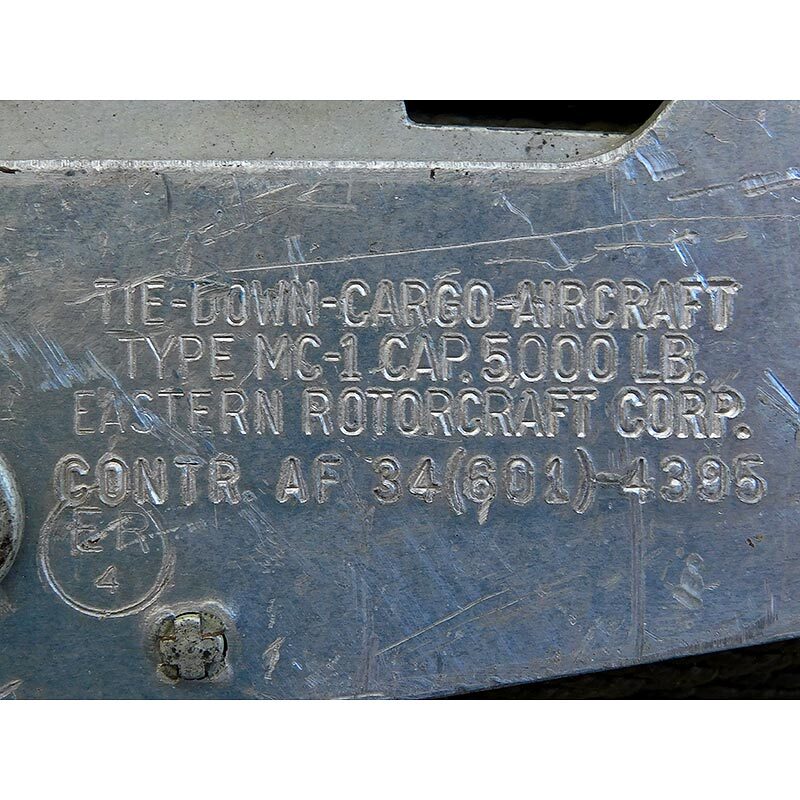 TIE-DOWN-CARGO-AIRCRAFT
TYPE MC-1 CAP. 5,000 LB.
EASTERN ROTORCRAFT CORP.
CONTR. AF 34(601)-4395
ER
4